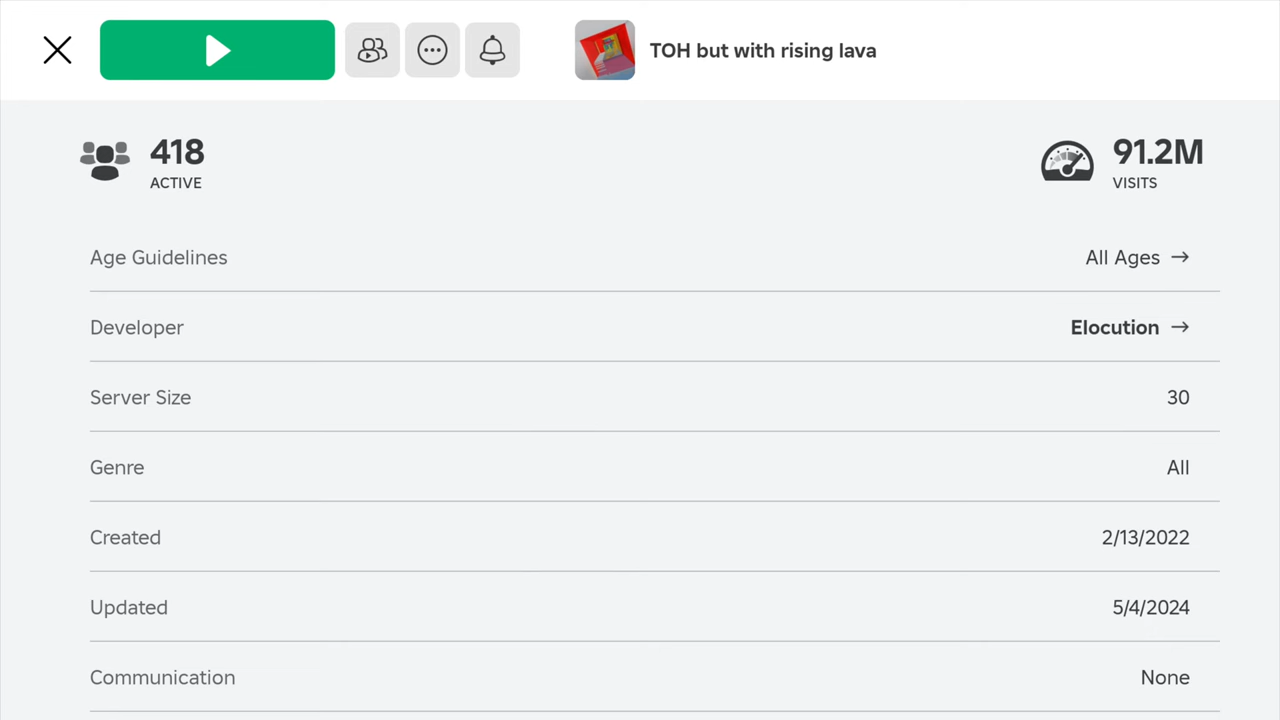 TOH but with rising lava
418
ACTIVE
91.2M
VISITS
Age Guidelines
All Ages →
Developer
Elocution →
Server Size
30
Genre
All
Created
2/13/2022
Updated
5/4/2024
Communication
None